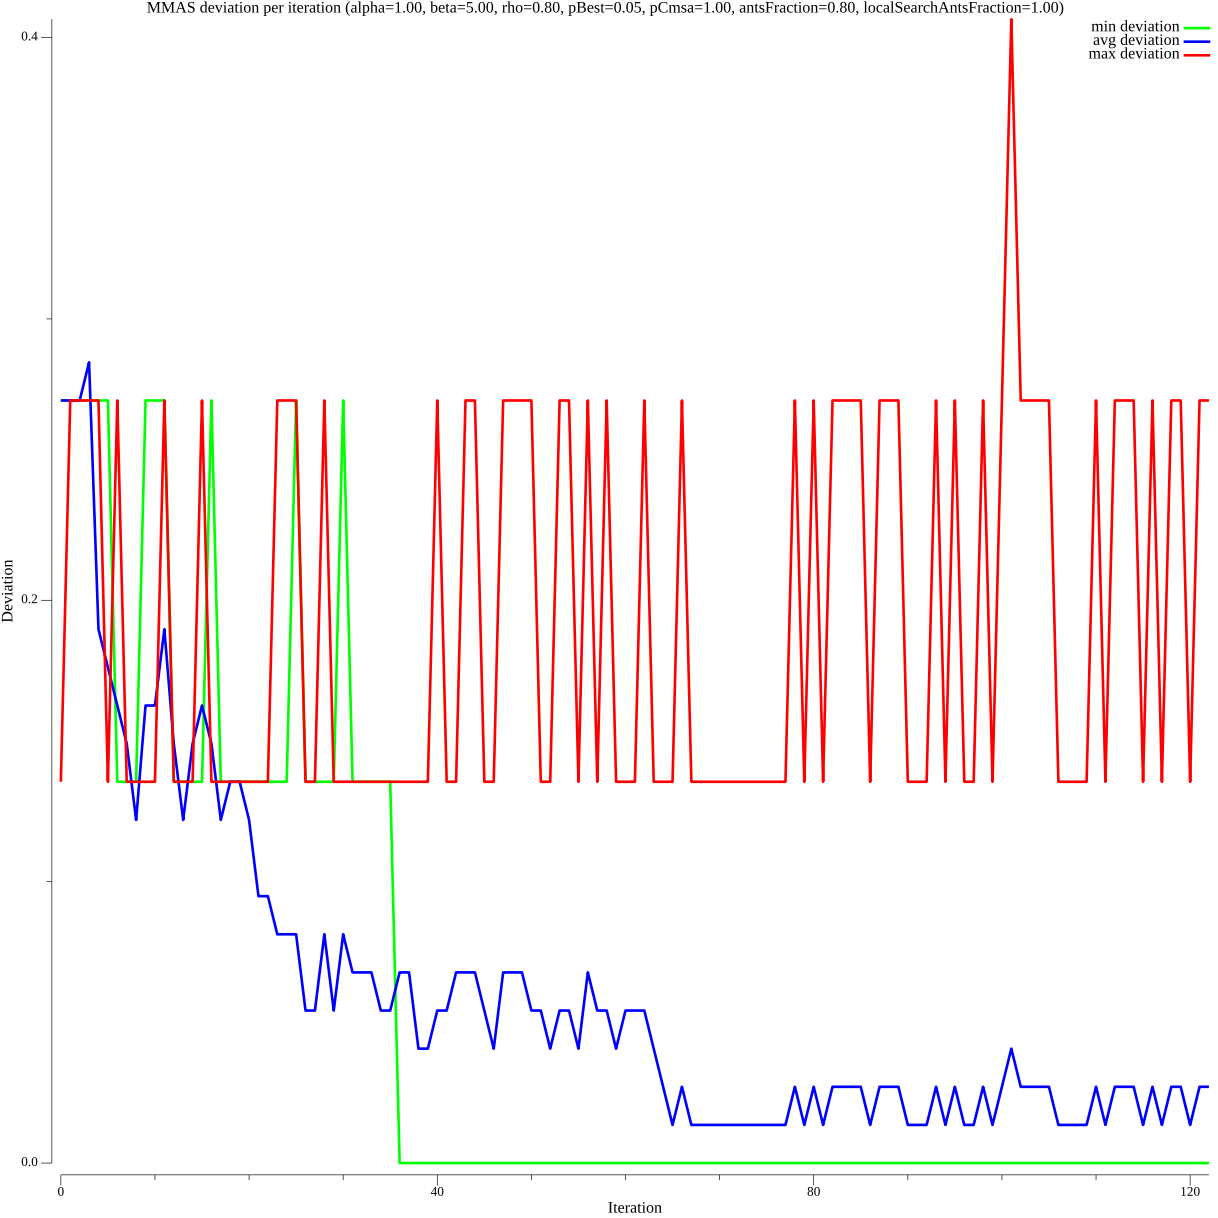 MMAS deviation per iteration (alpha=1.00, beta=5.00, rho=0.80, pBest=0.05, pCmsa=1.00, antsFraction=0.80, localSearchAntsFraction=1.00)
min deviation
avg deviation
max deviation
0.4
0.2
0.0
Deviation
0 40 80 120
Iteration